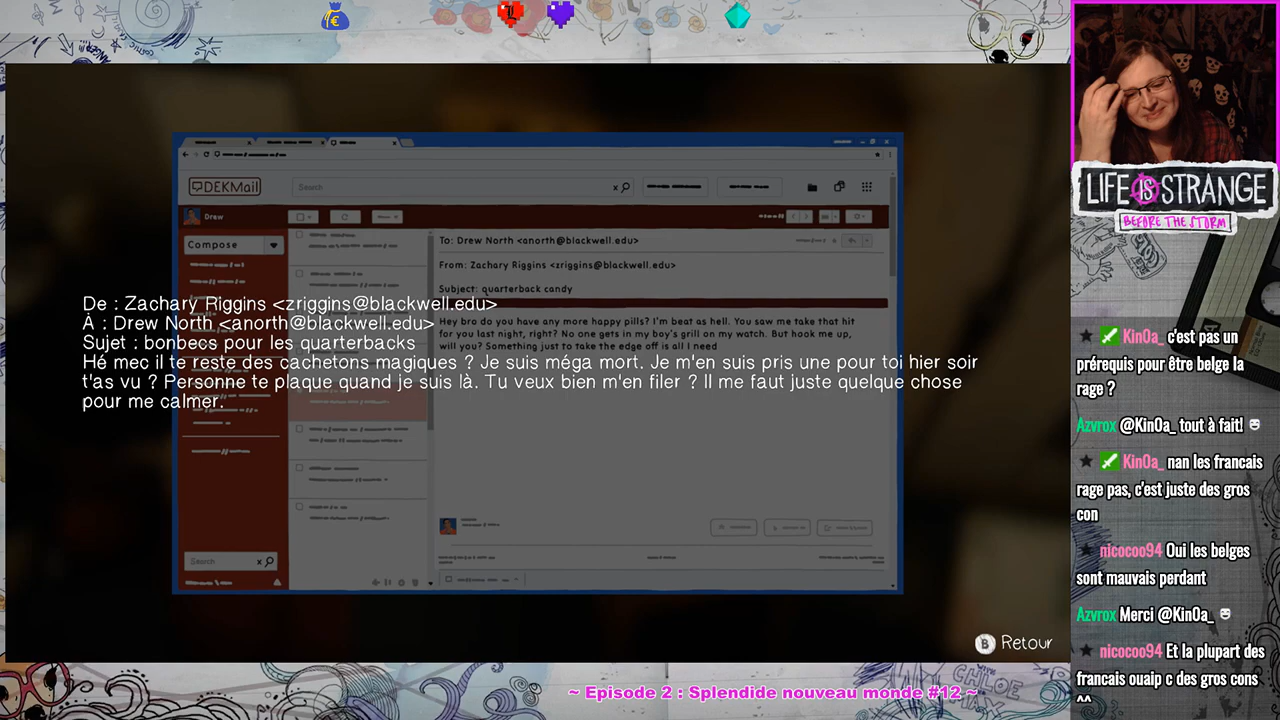 DEKMail
Search
x
Drew
Compose
To: Drew North <anorth@blackwell.edu>
From: Zachary Riggins <zriggins@blackwell.edu>
Subject: quarterback candy
Hey bro do you have any more happy pills? I'm beat as hell. You saw me take that hit
for you last night, right? No one gets in my boy's grill on my watch. But hook me up,
will you? Something just to take the edge off is all I need
Search
x
De : Zachary Riggins <zriggins@blackwell.edu>
À : Drew North <anorth@blackwell.edu>
Sujet : bonbecs pour les quarterbacks
Hé mec il te reste des cachetons magiques ? Je suis méga mort. Je m'en suis pris une pour toi hier soir
t'as vu ? Personne te plaque quand je suis là. Tu veux bien m'en filer ? Il me faut juste quelque chose
pour me calmer.
B Retour
~ Episode 2 : Splendide nouveau monde #12 ~
LIFE IS STRANGE
BEFORE THE STORM
Kin0a_ c'est pas un
prérequis pour être belge la
rage ?
Azvrox @Kin0a_ tout à fait!
Kin0a_ nan les francais
rage pas, c'est juste des gros
con
nicocoo94 Oui les belges
sont mauvais perdant
Azvrox Merci @Kin0a_
nicocoo94 Et la plupart des
francais ouaip c des gros cons
^^